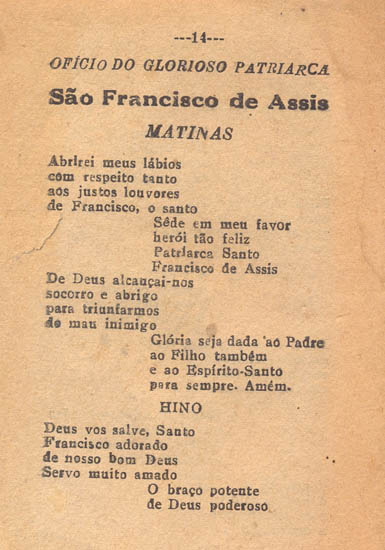 ---14---
OFÍCIO DO GLORIOSO PATRIARCA
São Francisco de Assis
MATINAS
Abrirei meus lábios
com respeito tanto
aos justos louvores
de Francisco, o santo
Sêde em meu favor
herói tão feliz
Patriarca Santo
Francisco de Assis
De Deus alcançai-nos
socorro e abrigo
para triunfarmos
do mau inimigo
Glória seja dada ao Padre
ao Filho também
e ao Espírito-Santo
para sempre. Amém.
HINO
Deus vos salve, Santo
Francisco adorado
de nosso bom Deus
Servo muito amado
O braço potente
de Deus poderoso